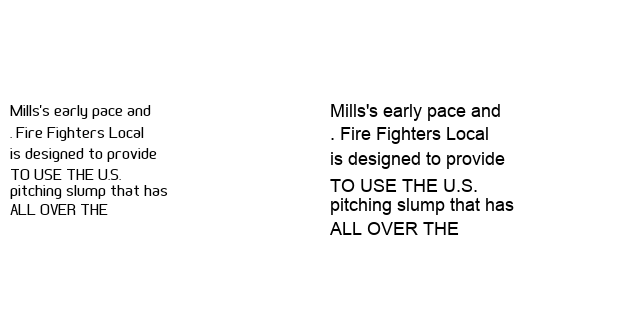 Mills's early pace and
. Fire Fighters Local
is designed to provide
TO USE THE U.S.
pitching slump that has
ALL OVER THE
Mills's early pace and
. Fire Fighters Local
is designed to provide
TO USE THE U.S.
pitching slump that has
ALL OVER THE